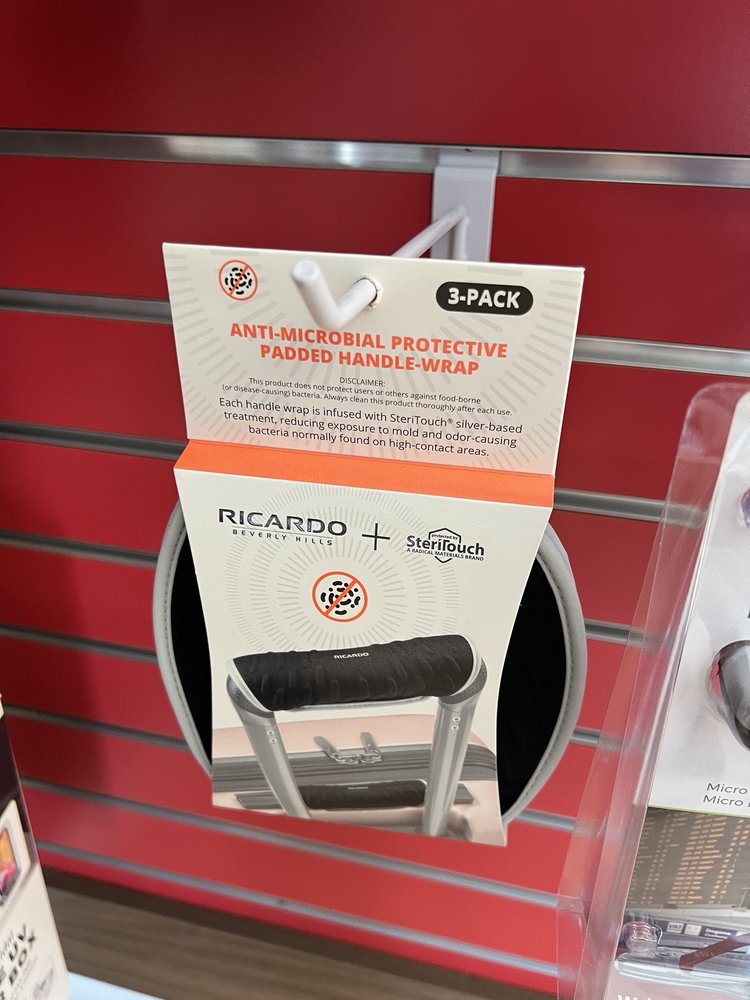 3-PACK
ANTI-MICROBIAL PROTECTIVE
PADDED HANDLE-WRAP
DISCLAIMER:
This product does not protect users or others against food-borne
(or disease-causing) bacteria. Always clean this product thoroughly after each use.
Each handle wrap is infused with SteriTouch® silver-based
treatment, reducing exposure to mold and odor-causing
bacteria normally found on high-contact areas.
RICARDO
BEVERLY HILLS
+
protected by
SteriTouch
A RADICAL MATERIALS BRAND
RICARDO
Micro
Micro
UV
BOX